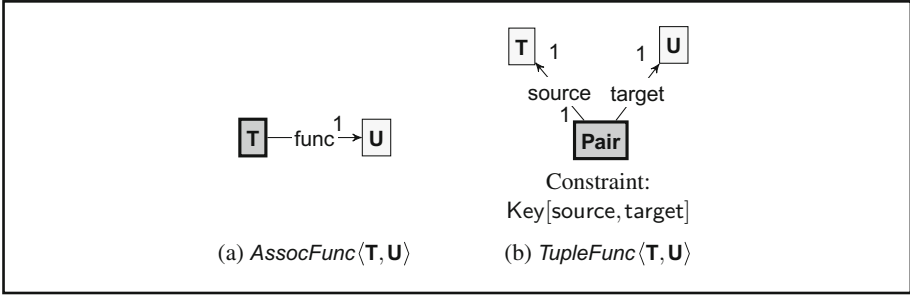 T 1
1 U
source target
1
Pair
T func 1 U
Constraint:
Key[source,target]
(a) AssocFunc⟨T,U⟩
(b) TupleFunc⟨T,U⟩